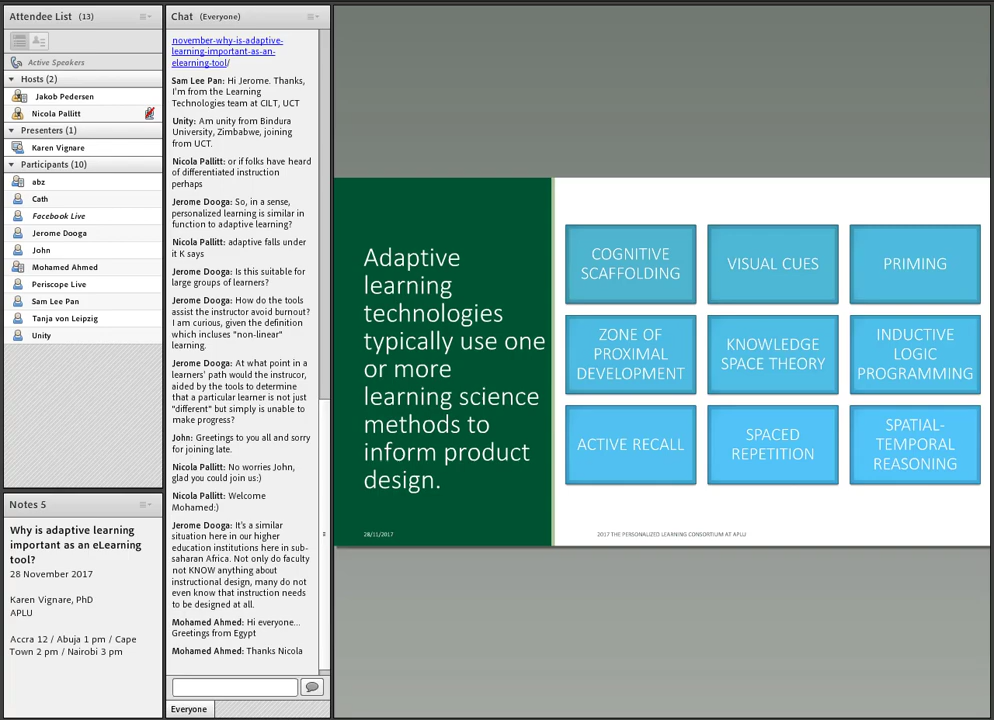 Attendee List (13)
Active Speakers
Hosts (2)
Jakob Pedersen
Nicola Pallitt
Presenters (1)
Karen Vignare
Participants (10)
abz
Cath
Facebook Live
Jerome Dooga
John
Mohamed Ahmed
Periscope Live
Sam Lee Pan
Tanja von Leipzig
Unity
Notes 5
Why is adaptive learning
important as an eLearning
tool?
28 November 2017
Karen Vignare, PhD
APLU
Accra 12 / Abuja 1 pm / Cape
Town 2 pm / Nairobi 3 pm
Chat (Everyone)
november-why-is-adaptive-
learning-important-as-an-
elearning-tool/
Sam Lee Pan: Hi Jerome. Thanks,
I'm from the Learning
Technologies team at CILT, UCT
Unity: Am unity from Bindura
University, Zimbabwe, joining
from UCT.
Nicola Pallitt: or if folks have heard
of differentiated instruction
perhaps
Jerome Dooga: So, in a sense,
personalized learning is similar in
function to adaptive learning?
Nicola Pallitt: adaptive falls under
it K says
Jerome Dooga: Is this suitable for
large groups of learners?
Jerome Dooga: How do the tools
assist the instructor avoid burnout?
I am curious, given the definition
which incluses "non-linear"
learning.
Jerome Dooga: At what point in a
learners' path would the instrucor,
aided by the tools to determine
that a particular learner is not just
"different" but simply is unable to
make progress?
John: Greetings to you all and sorry
for joining late.
Nicola Pallitt: No worries John,
glad you could join us:)
Nicola Pallitt: Welcome
Mohamed:)
Jerome Dooga: It's a similar
situation here in our higher
education institutions here in sub-
saharan Africa. Not only do faculty
not KNOW anything about
instructional design, many do not
even know that instruction needs
to be designed at all.
Mohamed Ahmed: Hi everyone...
Greetings from Egypt
Mohamed Ahmed: Thanks Nicola
Everyone
Adaptive
learning
technologies
typically use one
or more
learning science
methods to
inform product
design.
28/11/2017
COGNITIVE
SCAFFOLDING
VISUAL CUES
PRIMING
ZONE OF
PROXIMAL
DEVELOPMENT
KNOWLEDGE
SPACE THEORY
INDUCTIVE
LOGIC
PROGRAMMING
ACTIVE RECALL
SPACED
REPETITION
SPATIAL-
TEMPORAL
REASONING
2017 THE PERSONALIZED LEARNING CONSORTIUM AT APLU